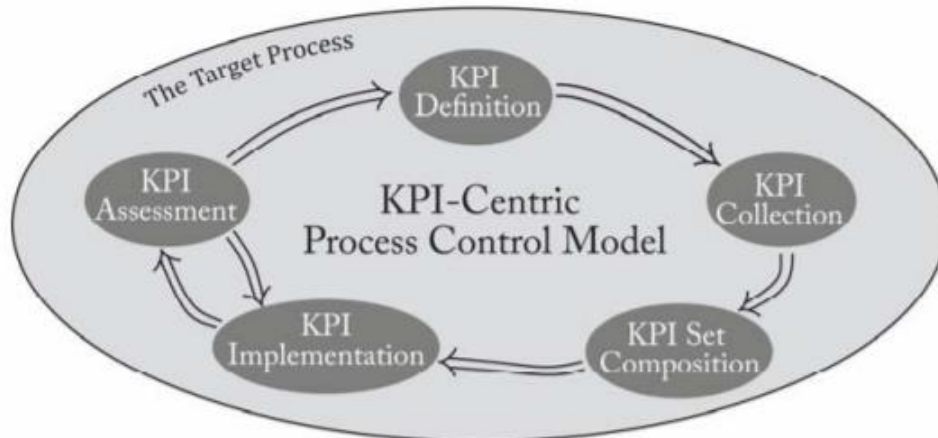 The Target Process
KPI
Definition
KPI
Assessment
KPI
Collection
KPI-Centric
Process Control Model
KPI
Implementation
KPI Set
Composition